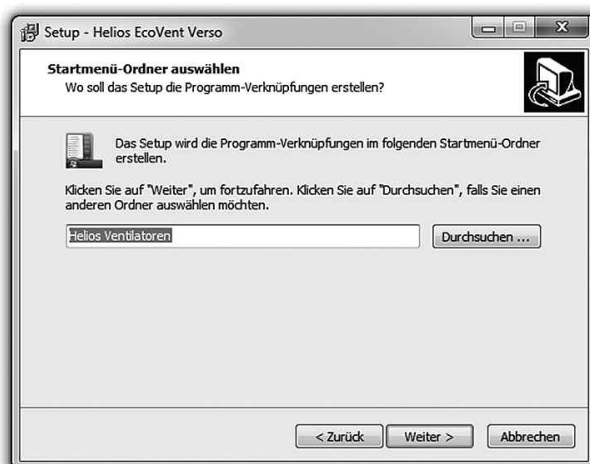 Setup - Helios EcoVent Verso
Startmenü-Ordner auswählen
Wo soll das Setup die Programm-Verknüpfungen erstellen?
Das Setup wird die Programm-Verknüpfungen im folgenden Startmenü-Ordner
erstellen.
Klicken Sie auf "Weiter", um fortzufahren. Klicken Sie auf "Durchsuchen", falls Sie einen
anderen Ordner auswählen möchten.
Helios Ventilatoren
Durchsuchen ...
< Zurück
Weiter >
Abbrechen